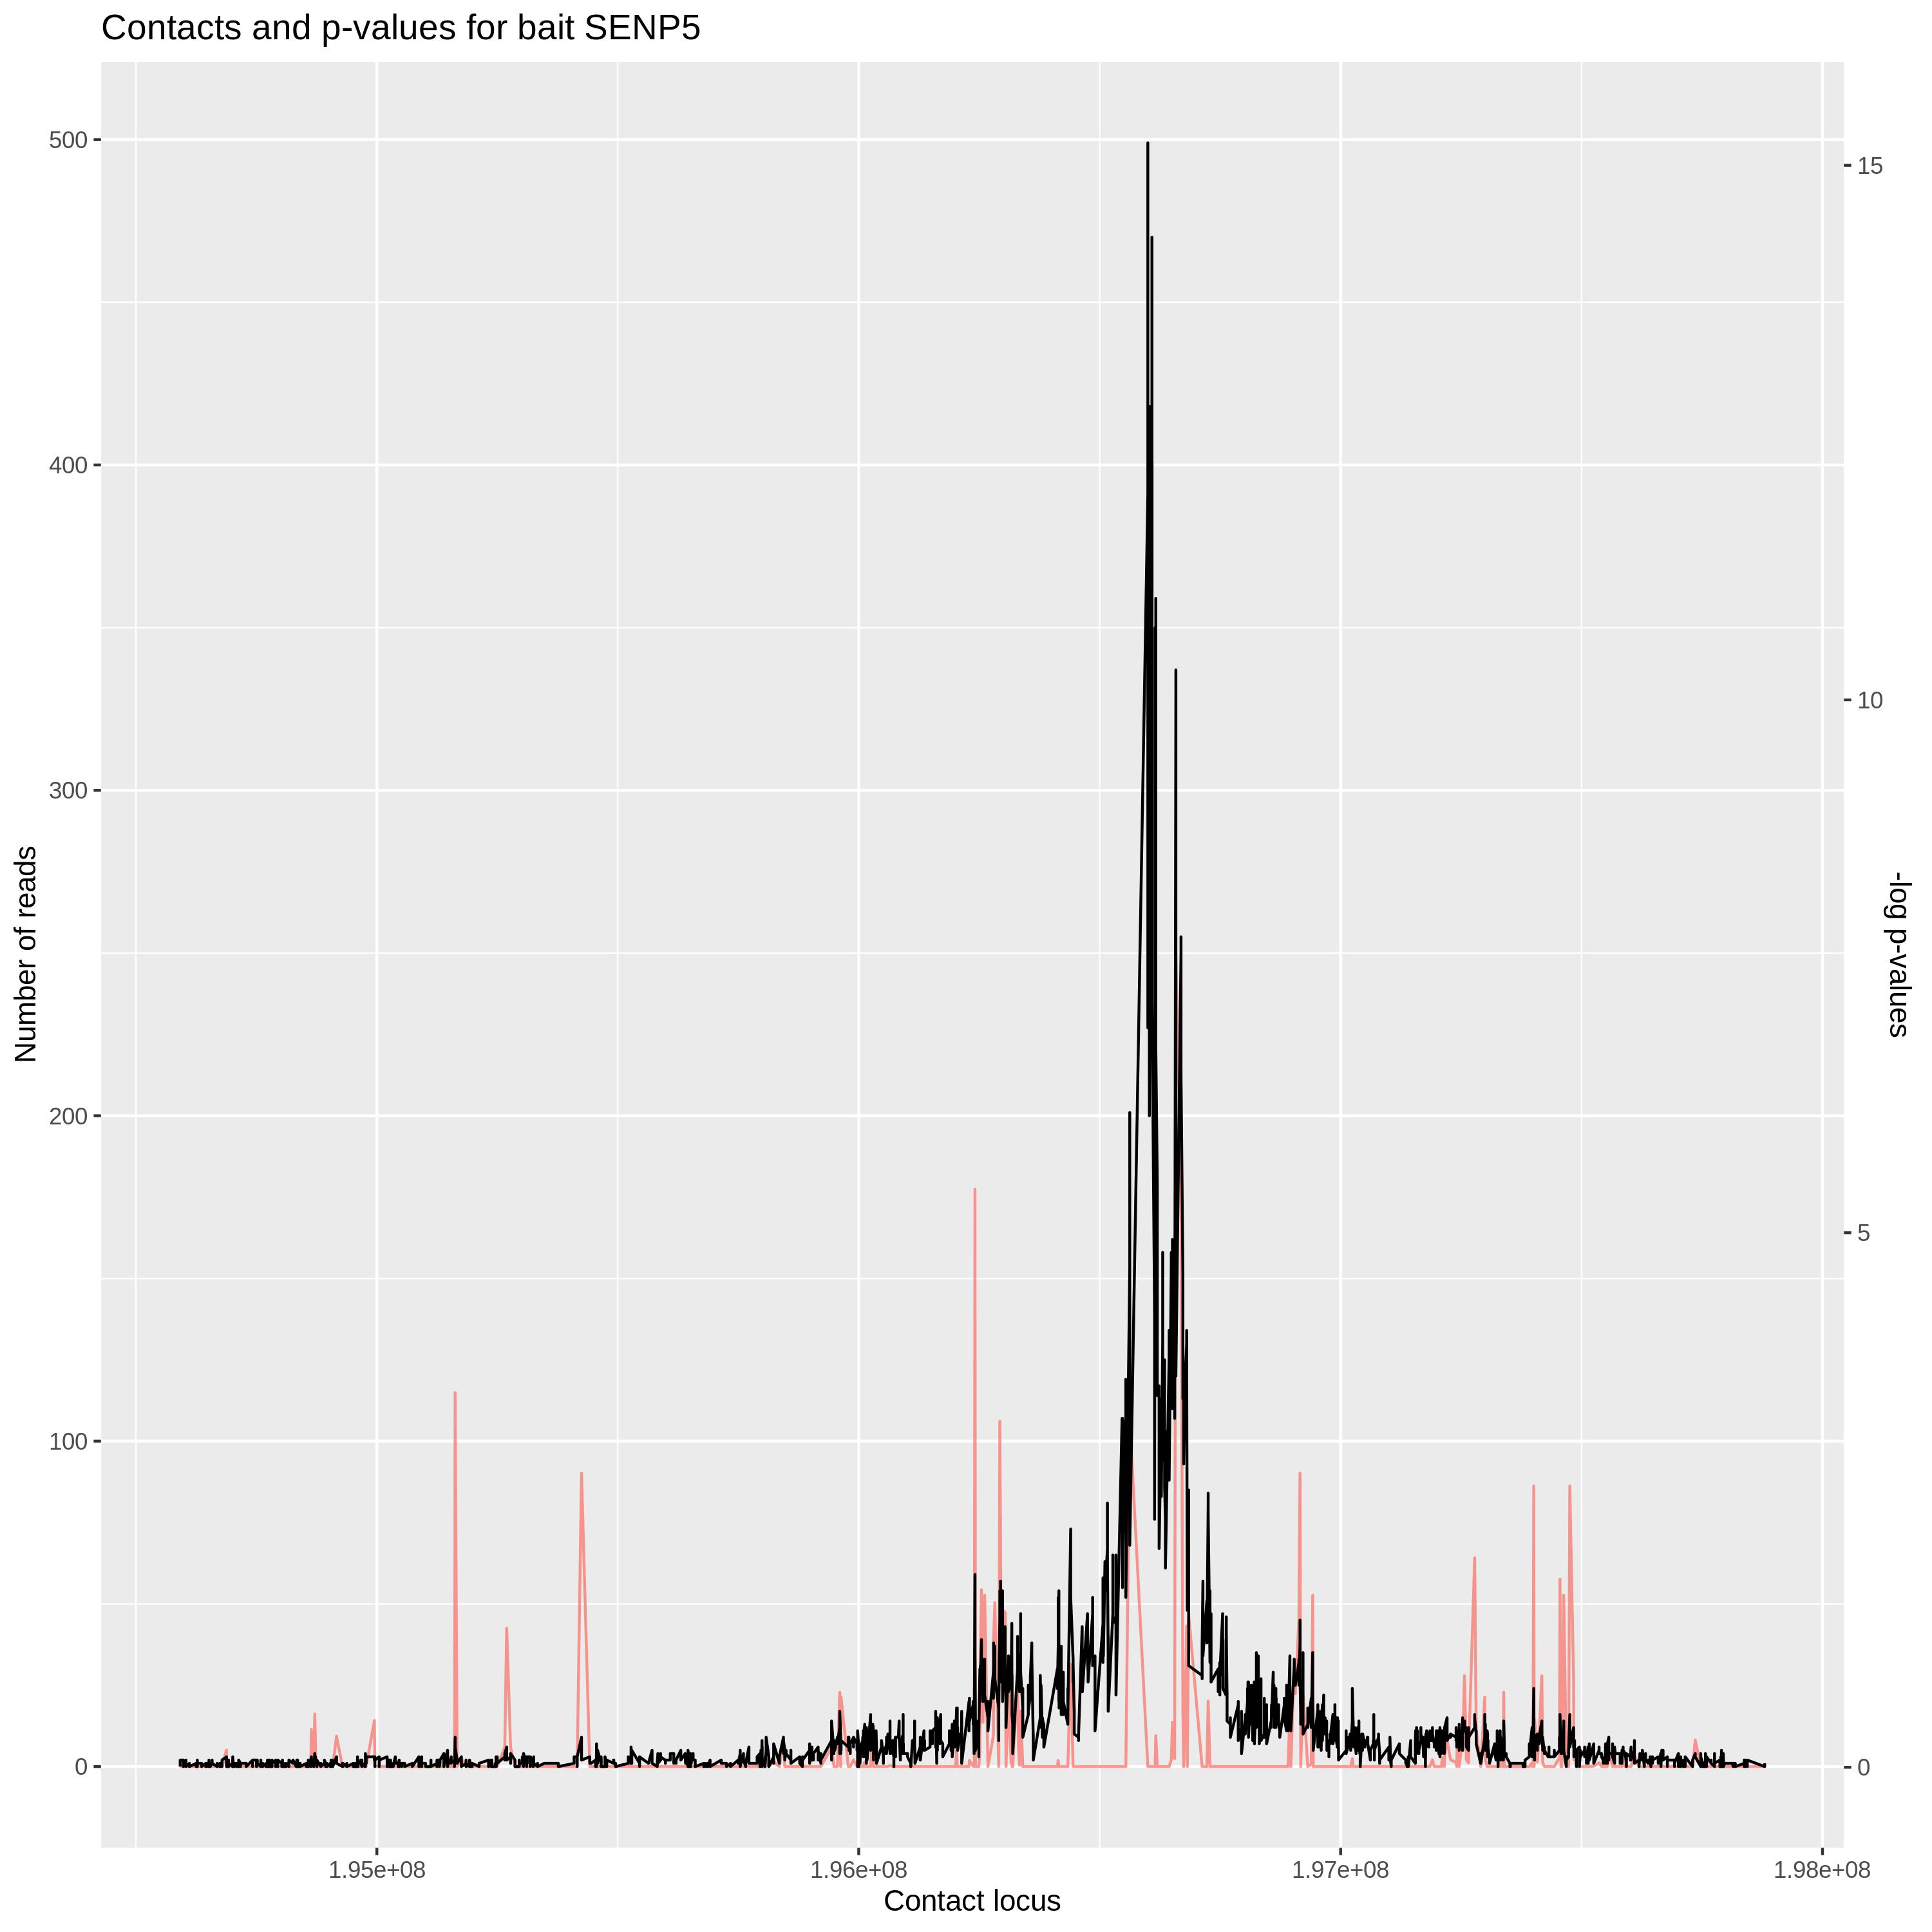 Contacts and p-values for bait SENP5
500
400
300
200
100
0
Number of reads
15
10
5
0
-log p-values
1.95e+08
1.96e+08
1.97e+08
1.98e+08
Contact locus